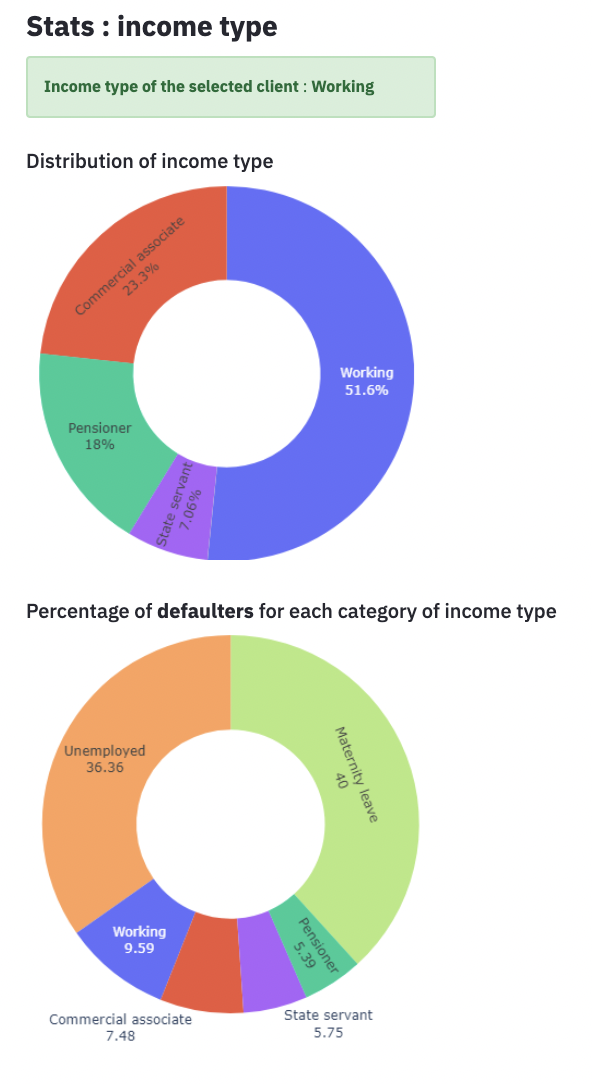 Stats : income type
Income type of the selected client : Working
Distribution of income type
Commercial associate
23.3%
Working
51.6%
Pensioner
18%
State servant
7.06%
Percentage of defaulters for each category of income type
Unemployed
36.36
Maternity leave
40
Working
9.59
Pensioner
5.39
Commercial associate
7.48
State servant
5.75